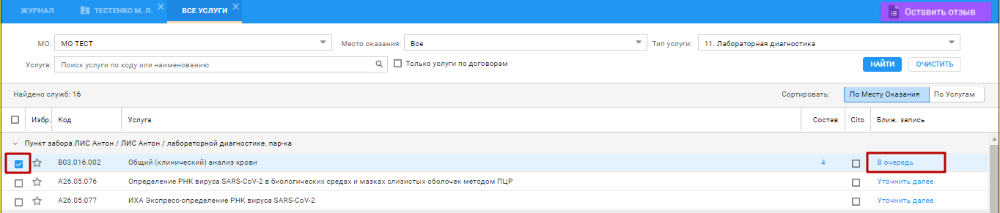 ЖУРНАЛ ТЕСТЕНКО М. Л. ВСЕ УСЛУГИ Оставить отзыв
МО: МО ТЕСТ Место оказания: Все Тип услуги: 11. Лабораторная диагностика
Услуга: Поиск услуги по коду или наименованию Только услуги по договорам НАЙТИ ОЧИСТИТЬ
Найдено служб: 16 Сортировать: По Месту Оказания По Услугам
Избр. Код Услуга Состав Cito Ближ. запись
Пункт забора ЛИС Антон / ЛИС Антон / лабораторной диагностике. пар-ка
B03.016.002 Общий (клинический) анализ крови 4 В очередь
A26.05.076 Определение РНК вируса SARS-CoV-2 в биологических средах и мазках слизистых оболочек методом ПЦР Уточнить далее
A26.05.077 ИХА Экспресс-определение РНК вируса SARS-CoV-2 Уточнить далее